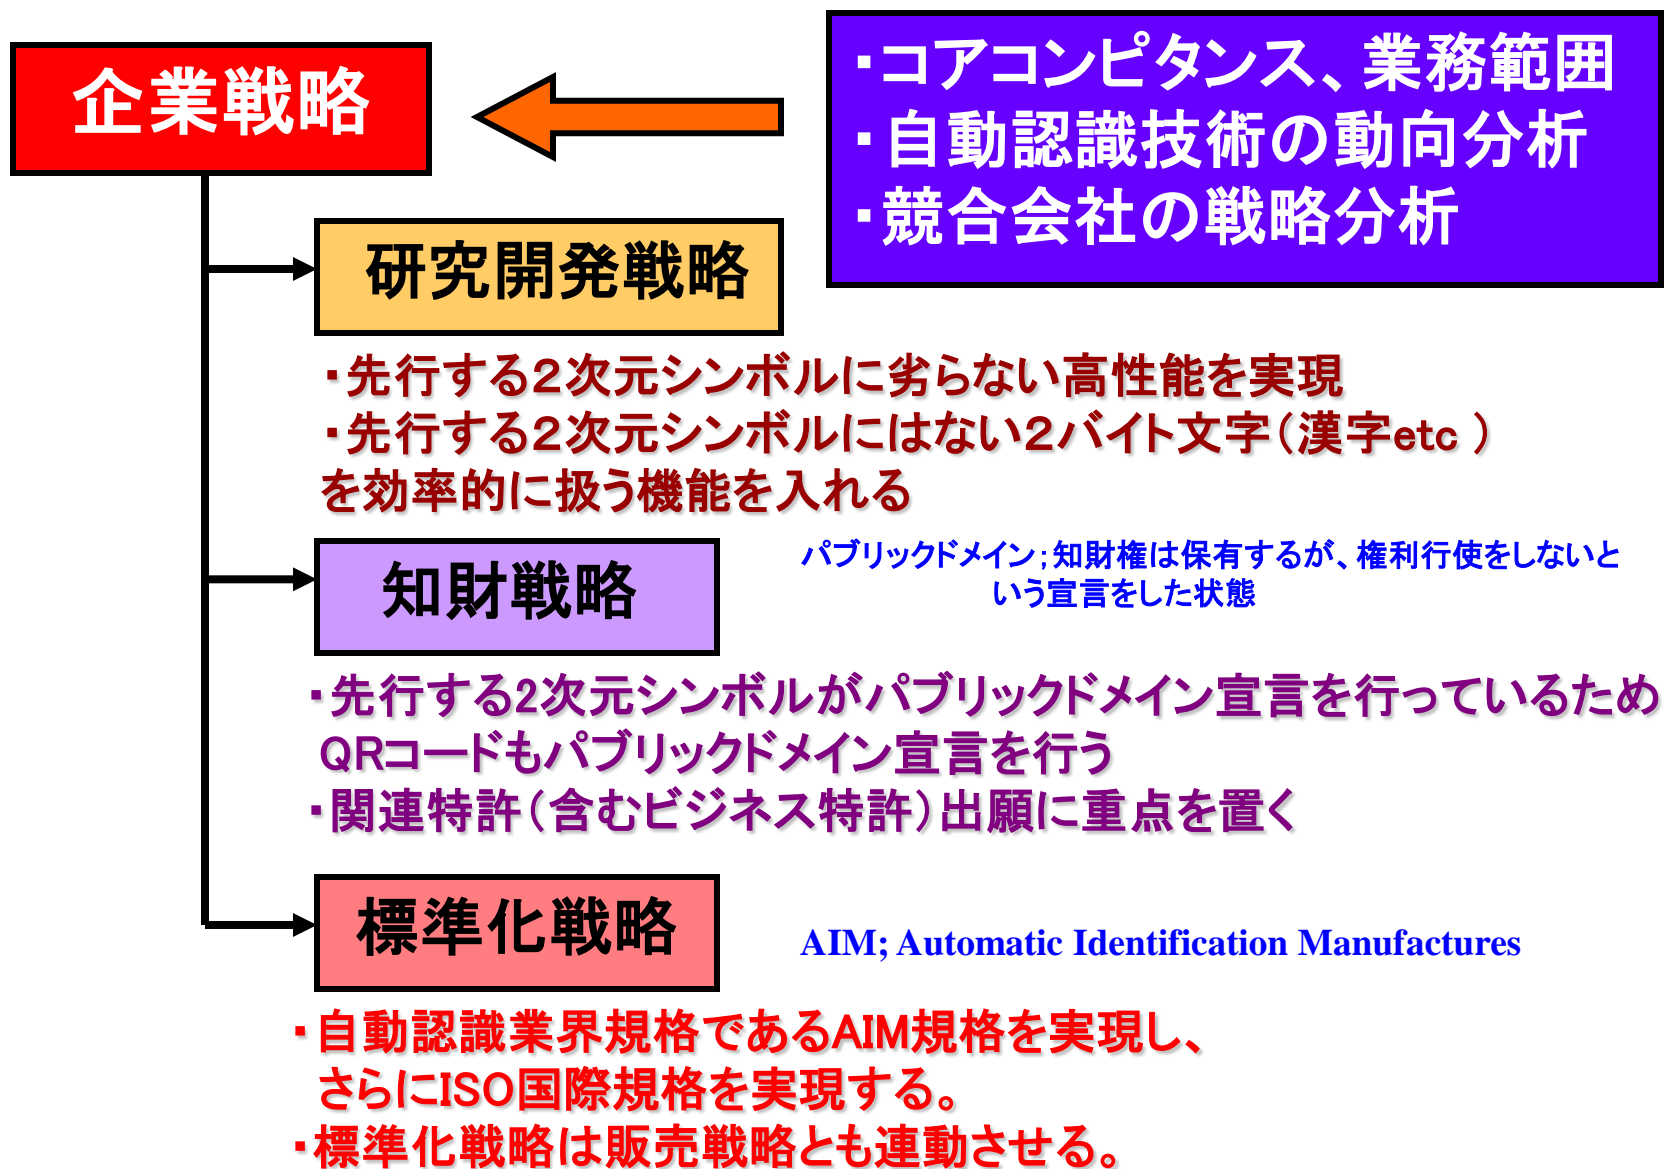 企業戦略
・コアコンピタンス、業務範囲
・自動認識技術の動向分析
・競合会社の戦略分析
研究開発戦略
・先行する２次元シンボルに劣らない高性能を実現
・先行する２次元シンボルにはない２バイト文字（漢字etc ）
を効率的に扱う機能を入れる
知財戦略
パブリックドメイン；知財権は保有するが、権利行使をしないと
いう宣言をした状態
・先行する2次元シンボルがパブリックドメイン宣言を行っているため
QRコードもパブリックドメイン宣言を行う
・関連特許（含むビジネス特許）出願に重点を置く
標準化戦略
AIM; Automatic Identification Manufactures
・自動認識業界規格であるAIM規格を実現し、
さらにISO国際規格を実現する。
・標準化戦略は販売戦略とも連動させる。